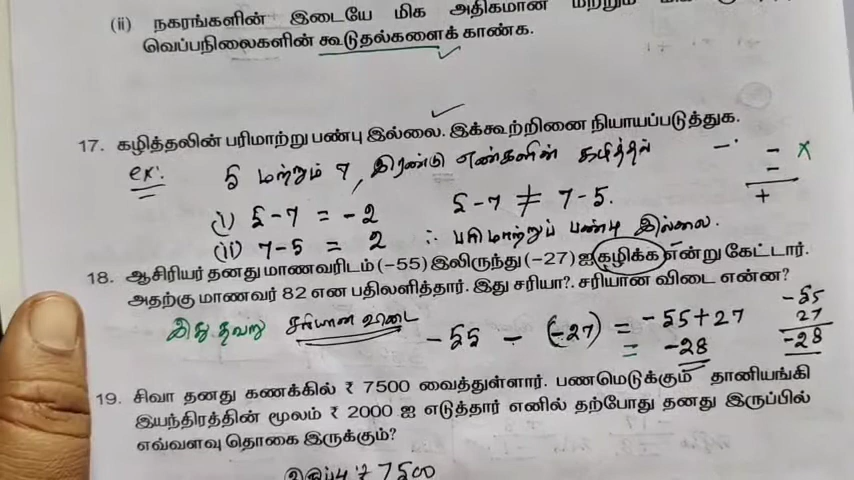 (ii) நகரங்களின் இடையே மிக அதிகமான மற்றும்
வெப்பநிலைகளின் கூடுதல்களைக் காண்க.
17. கழித்தலின் பரிமாற்று பண்பு இல்லை. இக்கூற்றினை நியாயப்படுத்துக.
ex: 5 மற்றும் 7, இரண்டு எண்களின் கழித்தல்
- - x
+
(i) 5-7 = -2 5-7 ≠ 7-5.
(ii) 7-5 = 2 ∴ பரிமாற்றுப் பண்பு இல்லை.
18. ஆசிரியர் தனது மாணவரிடம் (-55) இலிருந்து (-27) ஐ கழிக்க என்று கேட்டார்.
அதற்கு மாணவர் 82 என பதிலளித்தார். இது சரியா?. சரியான விடை என்ன?
இது தவறு சரியான விடை - 55 - (-27) = -55+27
= -28
-55
27
-28
19. சிவா தனது கணக்கில் ₹ 7500 வைத்துள்ளார். பணமெடுக்கும் தானியங்கி
இயந்திரத்தின் மூலம் ₹ 2000 ஐ எடுத்தார் எனில் தற்போது தனது இருப்பில்
எவ்வளவு தொகை இருக்கும்?
இருப்பு ₹ 7500